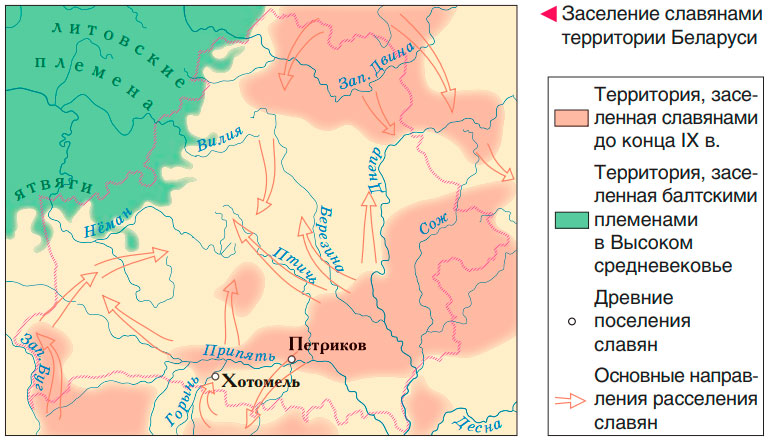 ЛИТОВСКИЕ
ПЛЕМЕНА
ЯТВЯГИ
Зап. Двина
Вилия
Днепр
Нёман
Березина
Сож
Птичь
Зап. Буг
Припять
Петриков
Хотомель
Горынь
Десна
Заселение славянами
территории Беларуси
Территория, засе-
ленная славянами
до конца IX в.
Территория, засе-
ленная балтскими
племенами
в Высоком
средневековье
Древние
поселения
славян
Основные направ-
ления расселения
славян